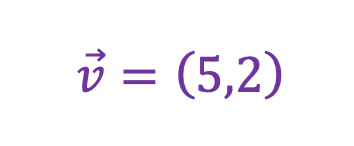 v⃗ = (5,2)